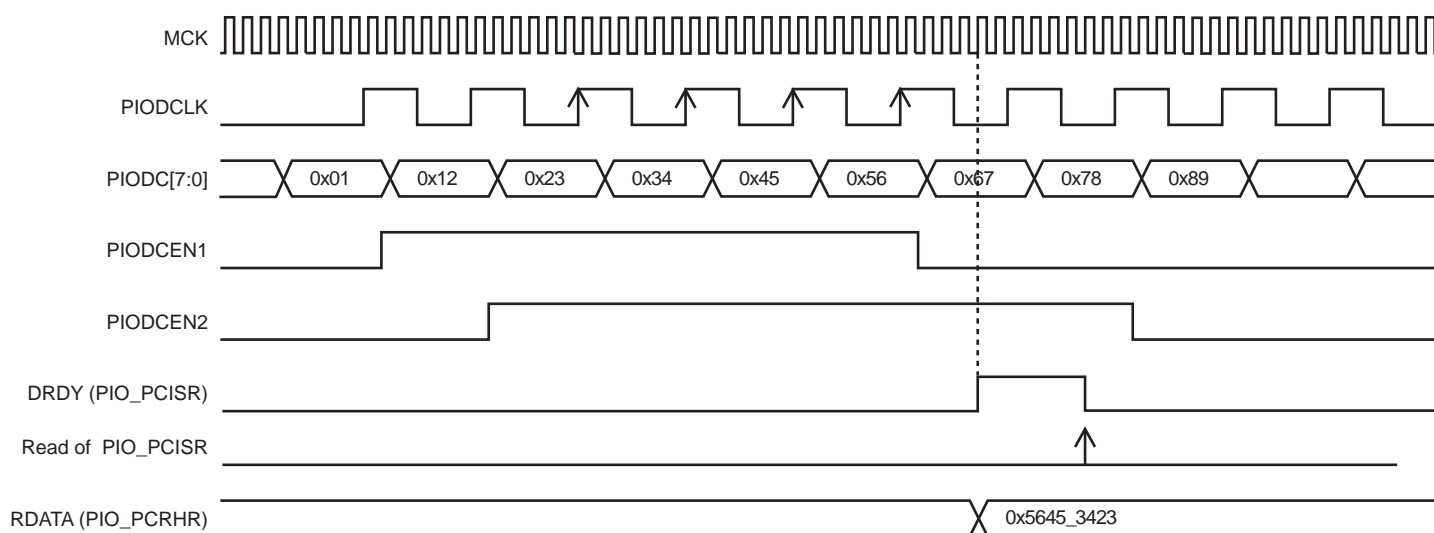 MCK
PIODCLK
PIODC[7:0] 0x01 0x12 0x23 0x34 0x45 0x56 0x67 0x78 0x89
PIODCEN1
PIODCEN2
DRDY (PIO_PCISR)
Read of PIO_PCISR
RDATA (PIO_PCRHR) 0x5645_3423